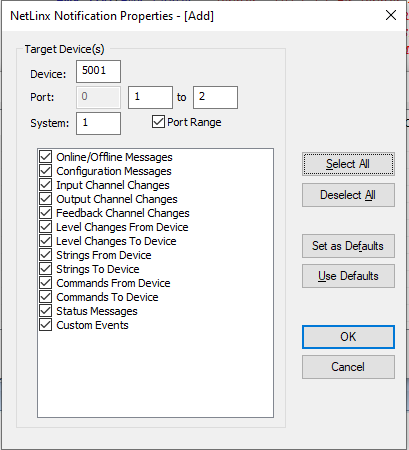 NetLinx Notification Properties - [Add]
Target Device(s)
Device: 5001
Port: 0 1 to 2
System: 1 Port Range
Online/Offline Messages
Configuration Messages
Input Channel Changes
Output Channel Changes
Feedback Channel Changes
Level Changes From Device
Level Changes To Device
Strings From Device
Strings To Device
Commands From Device
Commands To Device
Status Messages
Custom Events
Select All
Deselect All
Set as Defaults
Use Defaults
OK
Cancel